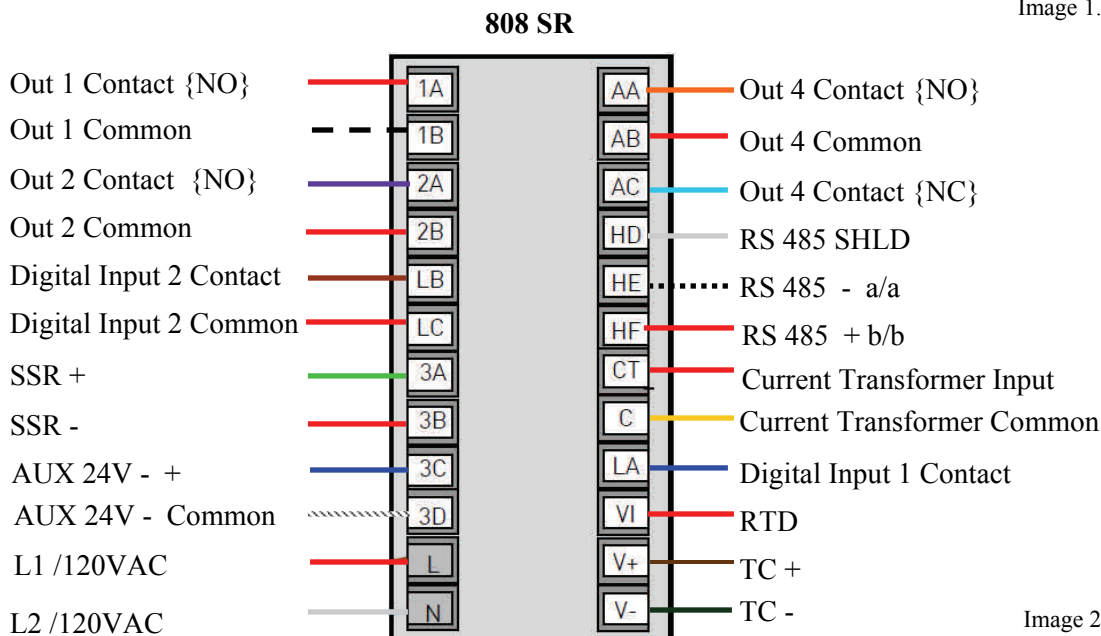 Image 1.
808 SR
Out 1 Contact {NO} 1A AA Out 4 Contact {NO}
Out 1 Common 1B AB Out 4 Common
Out 2 Contact {NO} 2A AC Out 4 Contact {NC}
Out 2 Common 2B HD RS 485 SHLD
Digital Input 2 Contact LB HE RS 485 - a/a
Digital Input 2 Common LC HF RS 485 + b/b
SSR + 3A CT Current Transformer Input
SSR - 3B C Current Transformer Common
AUX 24V - + 3C LA Digital Input 1 Contact
AUX 24V - Common 3D VI RTD
L1 /120VAC L V+ TC +
L2 /120VAC N V- TC -
Image 2